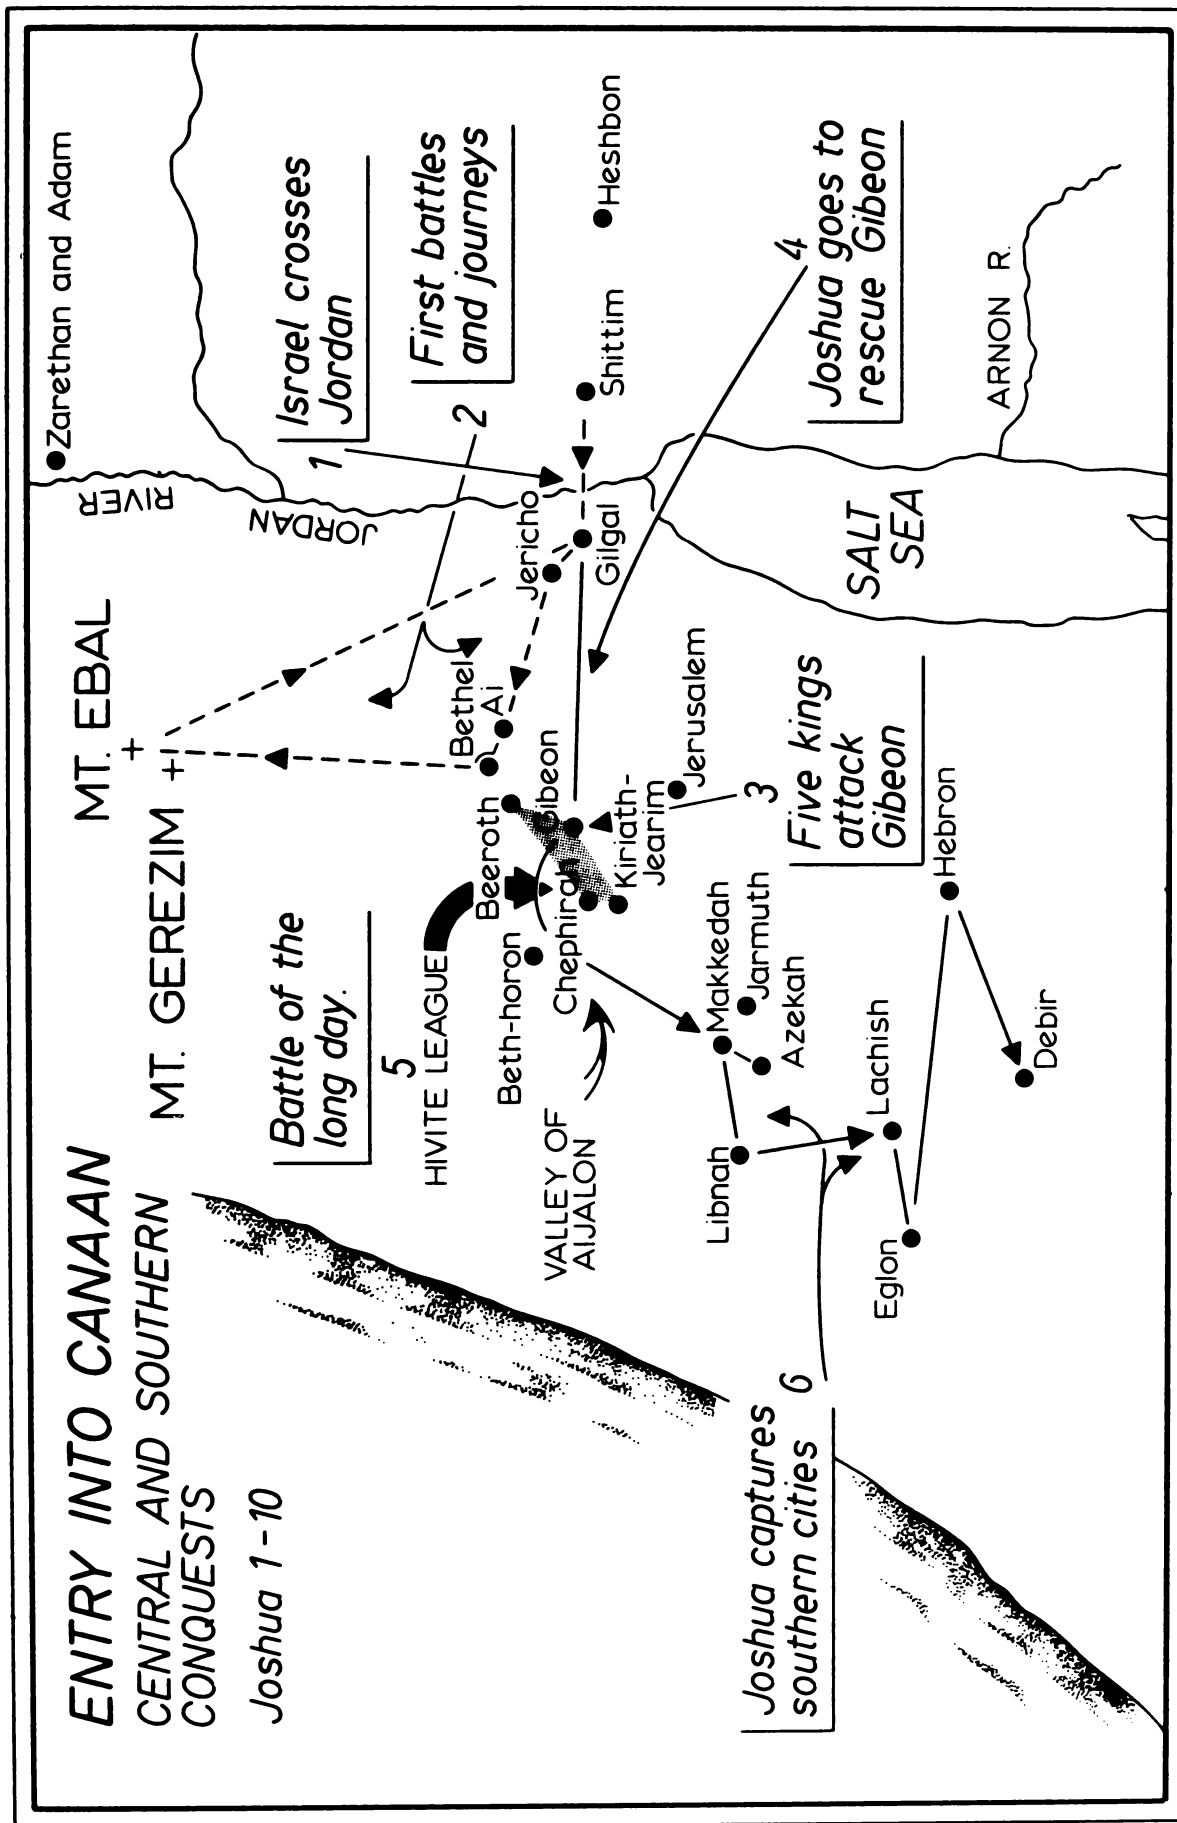 ENTRY INTO CANAAN
CENTRAL AND SOUTHERN
CONQUESTS
Joshua 1-10
MT. EBAL
MT. GEREZIM
Zarethan and Adam
RIVER
JORDAN
1
Israel crosses
Jordan
2
First battles
and journeys
Heshbon
Shittim
Jericho
Gilgal
Bethel
Ai
4
Joshua goes to
rescue Gibeon
ARNON R.
SALT
SEA
Battle of the
long day.
5
HIVITE LEAGUE
Beeroth
Gibeon
Beth-horon
Chephirah
Kiriath-
Jearim
Jerusalem
3
Five kings
attack
Gibeon
VALLEY OF
AIJALON
Makkedah
Jarmuth
Azekah
Libnah
Lachish
Eglon
Hebron
Debir
6
Joshua captures
southern cities